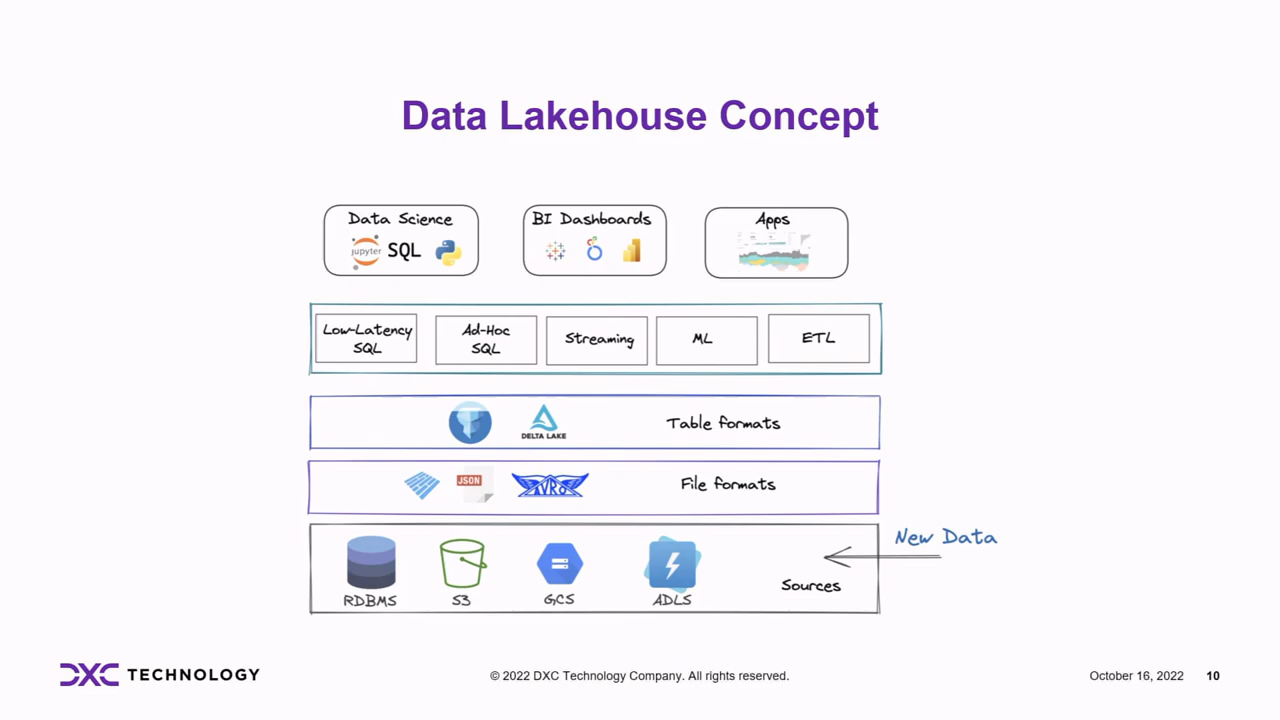 Data Lakehouse Concept
Data Science
BI Dashboards
Apps
jupyter SQL
Low-Latency
SQL
Ad-Hoc
SQL
Streaming
ML
ETL
DELTA LAKE
Table formats
JSON
AVRO
File formats
New Data
Sources
RDBMS
S3
GCS
ADLS
DXC TECHNOLOGY
© 2022 DXC Technology Company. All rights reserved.
October 16, 2022
10